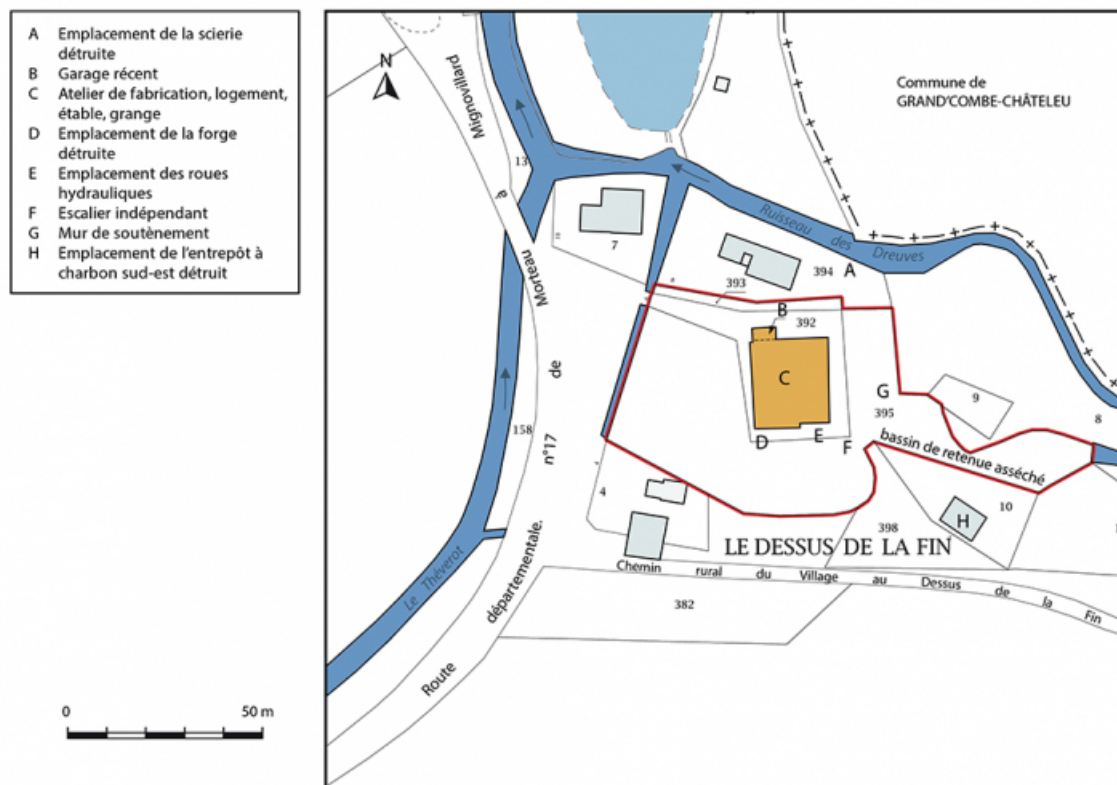 A Emplacement de la scierie
détruite
B Garage récent
C Atelier de fabrication, logement,
étable, grange
D Emplacement de la forge
détruite
E Emplacement des roues
hydrauliques
F Escalier indépendant
G Mur de soutènement
H Emplacement de l'entrepôt à
charbon sud-est détruit
0 50 m
N
Commune de
GRAND'COMBE-CHÂTELEU
Route départementale. n°17 de Morteau à Mignovillard
13
Ruisseau des Dreuves
7
394 A
393
B
392
C
G
9
395
8
D E F
bassin de retenue asséché
158
4
10
H
398
LE DESSUS DE LA FIN
Chemin rural du Village au Dessus de la Fin
382
Le Théverot